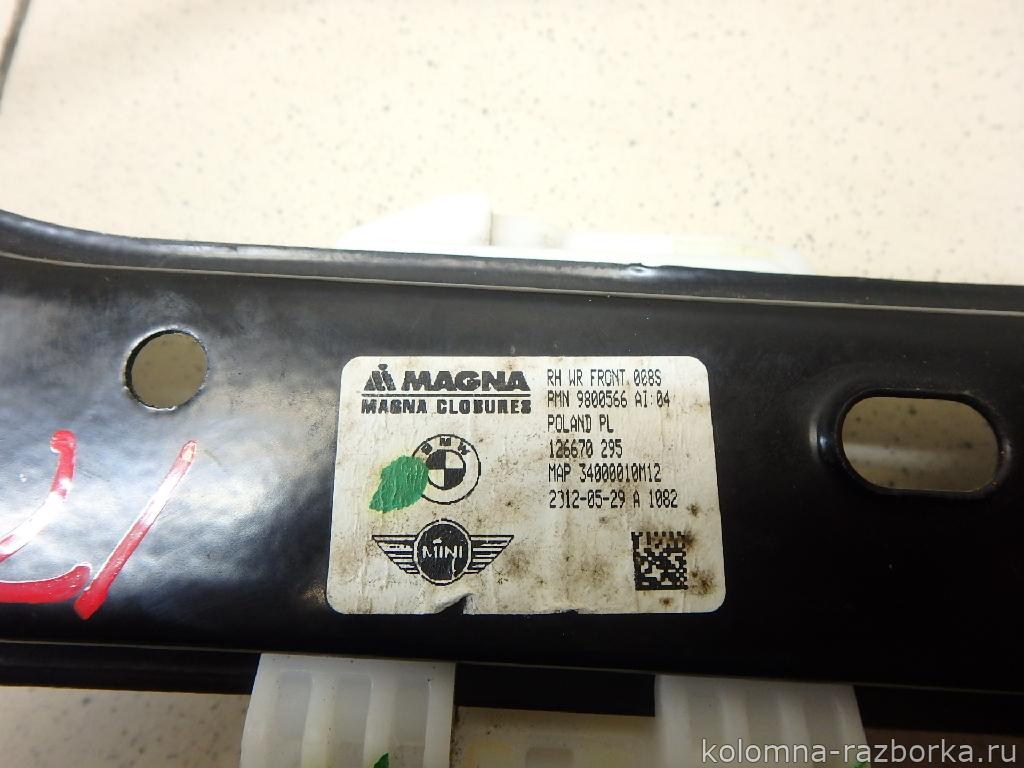 MAGNA
MAGNA CLOSURES
RH WR FRONT 008S
RMN 9800566 AI:04
POLAND PL
126670 295
MAP 34000010M12
2312-05-29 A 1082
BMW
MINI
kolomna-razborka.ru